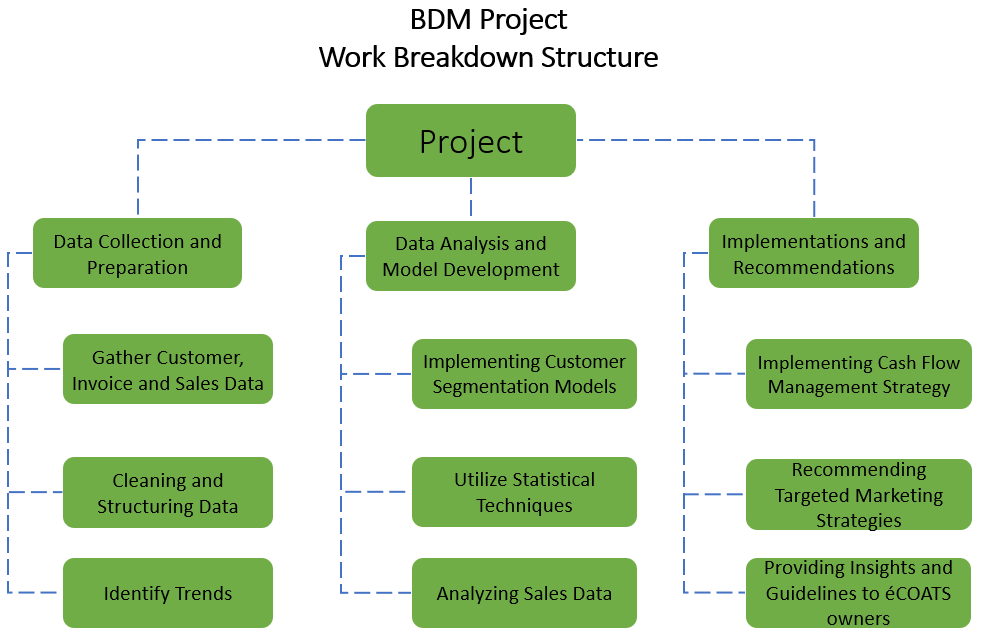 BDM Project
Work Breakdown Structure
Project
Data Collection and
Preparation
Gather Customer,
Invoice and Sales Data
Cleaning and
Structuring Data
Identify Trends
Data Analysis and
Model Development
Implementing Customer
Segmentation Models
Utilize Statistical
Techniques
Analyzing Sales Data
Implementations and
Recommendations
Implementing Cash Flow
Management Strategy
Recommending
Targeted Marketing
Strategies
Providing Insights and
Guidelines to éCOATS
owners